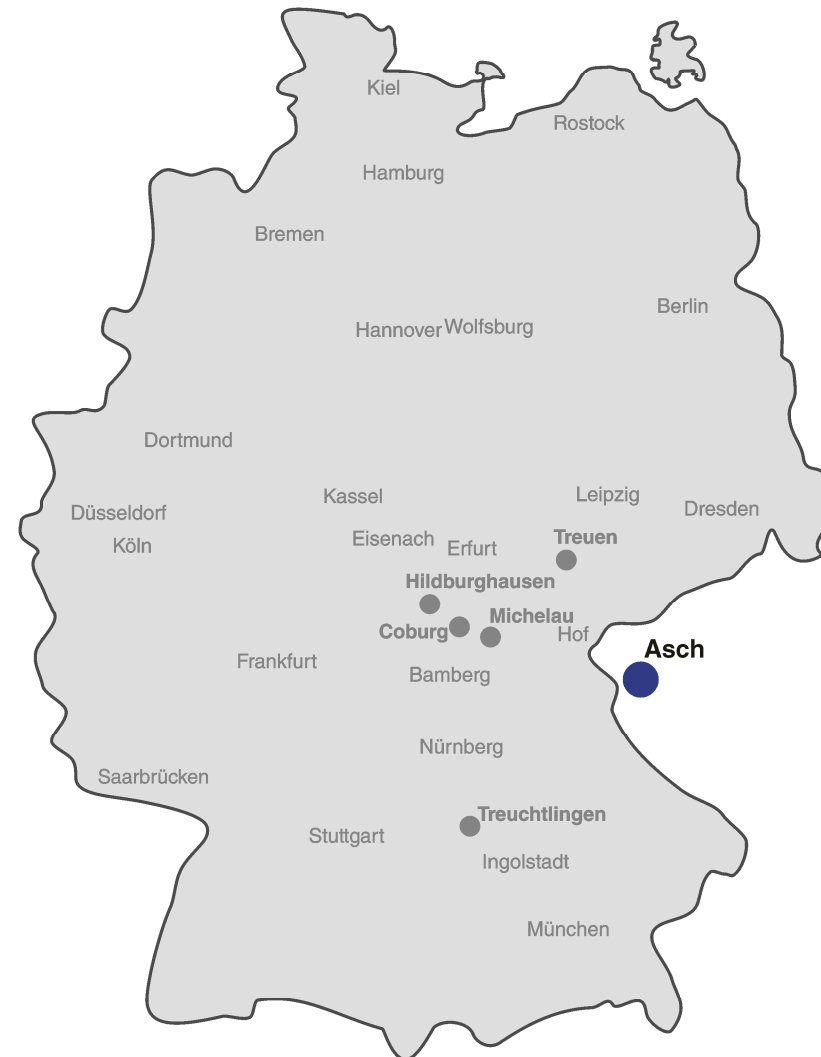 Kiel
Rostock
Hamburg
Bremen
Berlin
Hannover Wolfsburg
Dortmund
Kassel
Leipzig
Düsseldorf
Dresden
Köln
Eisenach
Erfurt
Treuen
Hildburghausen
Michelau
Coburg
Hof
Asch
Frankfurt
Bamberg
Nürnberg
Saarbrücken
Treuchtlingen
Stuttgart
Ingolstadt
München